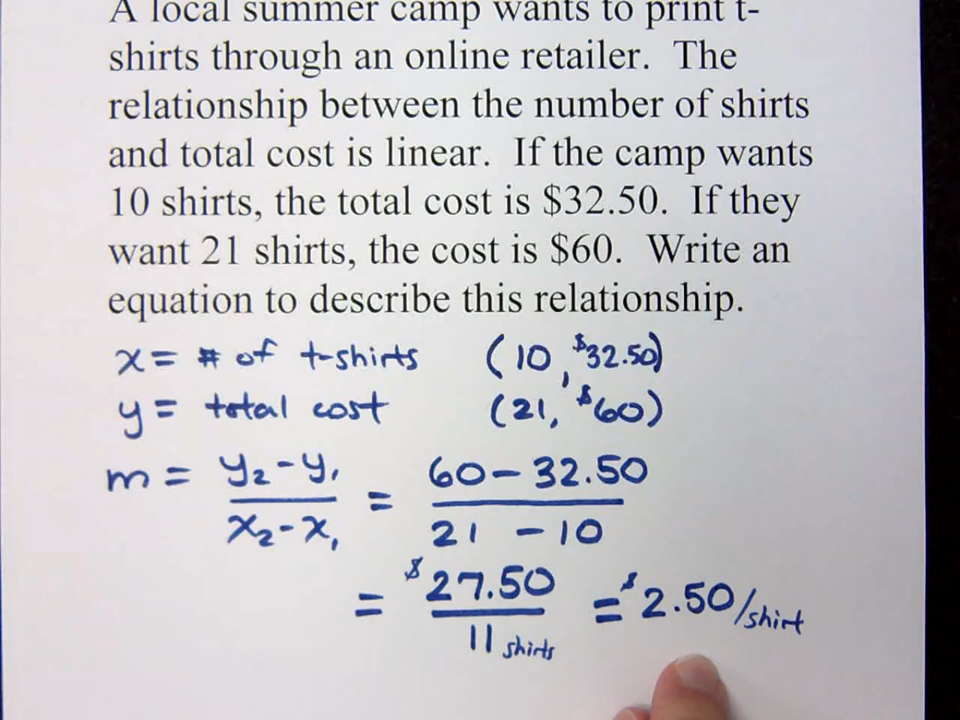 A local summer camp wants to print t-
shirts through an online retailer. The
relationship between the number of shirts
and total cost is linear. If the camp wants
10 shirts, the total cost is $32.50. If they
want 21 shirts, the cost is $60. Write an
equation to describe this relationship.
x = # of t-shirts (10, $32.50)
y = total cost (21, $60)
m = y₂-y₁ / x₂-x₁ = 60-32.50 / 21-10
= $27.50 / 11 shirts = $2.50/shirt